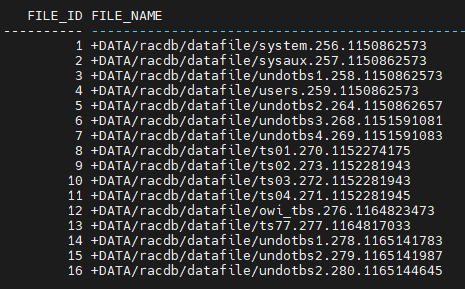 FILE_ID FILE_NAME
---------- --------------------------------------------------
1 +DATA/racdb/datafile/system.256.1150862573
2 +DATA/racdb/datafile/sysaux.257.1150862573
3 +DATA/racdb/datafile/undotbs1.258.1150862573
4 +DATA/racdb/datafile/users.259.1150862573
5 +DATA/racdb/datafile/undotbs2.264.1150862657
6 +DATA/racdb/datafile/undotbs3.268.1151591081
7 +DATA/racdb/datafile/undotbs4.269.1151591083
8 +DATA/racdb/datafile/ts01.270.1152274175
9 +DATA/racdb/datafile/ts02.273.1152281943
10 +DATA/racdb/datafile/ts03.272.1152281943
11 +DATA/racdb/datafile/ts04.271.1152281945
12 +DATA/racdb/datafile/owi_tbs.276.1164823473
13 +DATA/racdb/datafile/ts77.277.1164817033
14 +DATA/racdb/datafile/undotbs1.278.1165141783
15 +DATA/racdb/datafile/undotbs2.279.1165141987
16 +DATA/racdb/datafile/undotbs2.280.1165144645